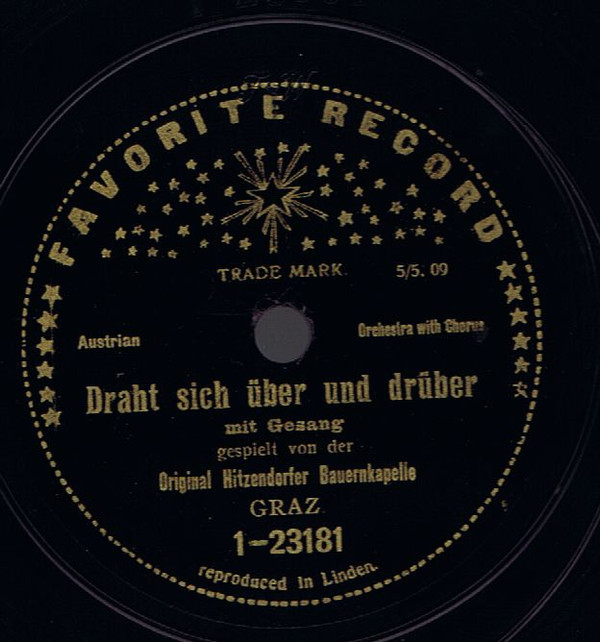 FAVORITE RECORD
TRADE MARK. 5/5. 09
Austrian
Orchestra with Chorus
Draht sich über und drüber
mit Gesang
gespielt von der
Original Hitzendorfer Bauernkapelle
GRAZ
1-23181
reproduced in Linden.